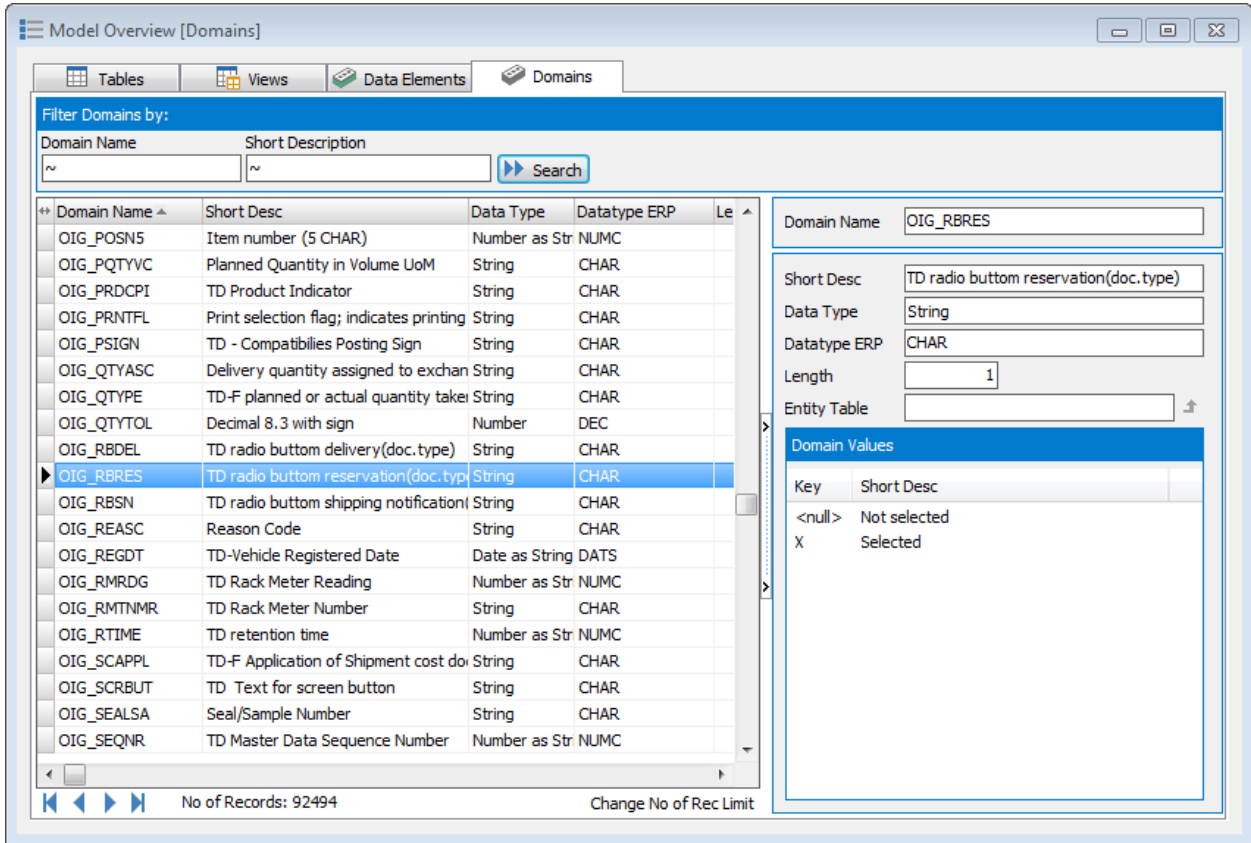 Model Overview [Domains]
Tables Views Data Elements Domains
Filter Domains by:
Domain Name Short Description
~ ~ Search
Domain Name Short Desc Data Type Datatype ERP Le
OIG_POSN5 Item number (5 CHAR) Number as Str NUMC
OIG_PQTYVC Planned Quantity in Volume UoM String CHAR
OIG_PRDCPI TD Product Indicator String CHAR
OIG_PRNTFL Print selection flag; indicates printing String CHAR
OIG_PSIGN TD - Compatibilies Posting Sign String CHAR
OIG_QTYASC Delivery quantity assigned to exchan String CHAR
OIG_QTYPE TD-F planned or actual quantity taken String CHAR
OIG_QTYTOL Decimal 8.3 with sign Number DEC
OIG_RBDEL TD radio buttom delivery(doc.type) String CHAR
OIG_RBRES TD radio buttom reservation(doc.type String CHAR
OIG_RBSN TD radio buttom shipping notification( String CHAR
OIG_REASC Reason Code String CHAR
OIG_REGDT TD-Vehicle Registered Date Date as String DATS
OIG_RMRDG TD Rack Meter Reading Number as Str NUMC
OIG_RMTNMR TD Rack Meter Number String CHAR
OIG_RTIME TD retention time Number as Str NUMC
OIG_SCAPPL TD-F Application of Shipment cost do String CHAR
OIG_SCRBUT TD Text for screen button String CHAR
OIG_SEALSA Seal/Sample Number String CHAR
OIG_SEQNR TD Master Data Sequence Number Number as Str NUMC
No of Records: 92494 Change No of Rec Limit
Domain Name OIG_RBRES
Short Desc TD radio buttom reservation(doc.type)
Data Type String
Datatype ERP CHAR
Length 1
Entity Table
Domain Values
Key Short Desc
<null> Not selected
X Selected